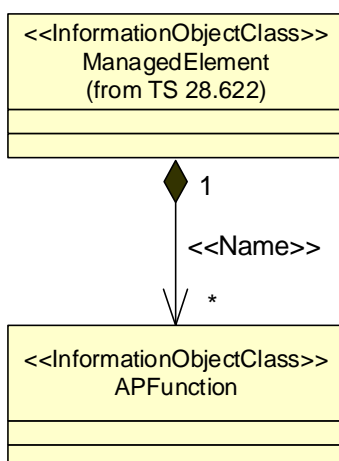 <<InformationObjectClass>>
ManagedElement
(from TS 28.622)
1
<<Name>>
*
<<InformationObjectClass>>
APFunction